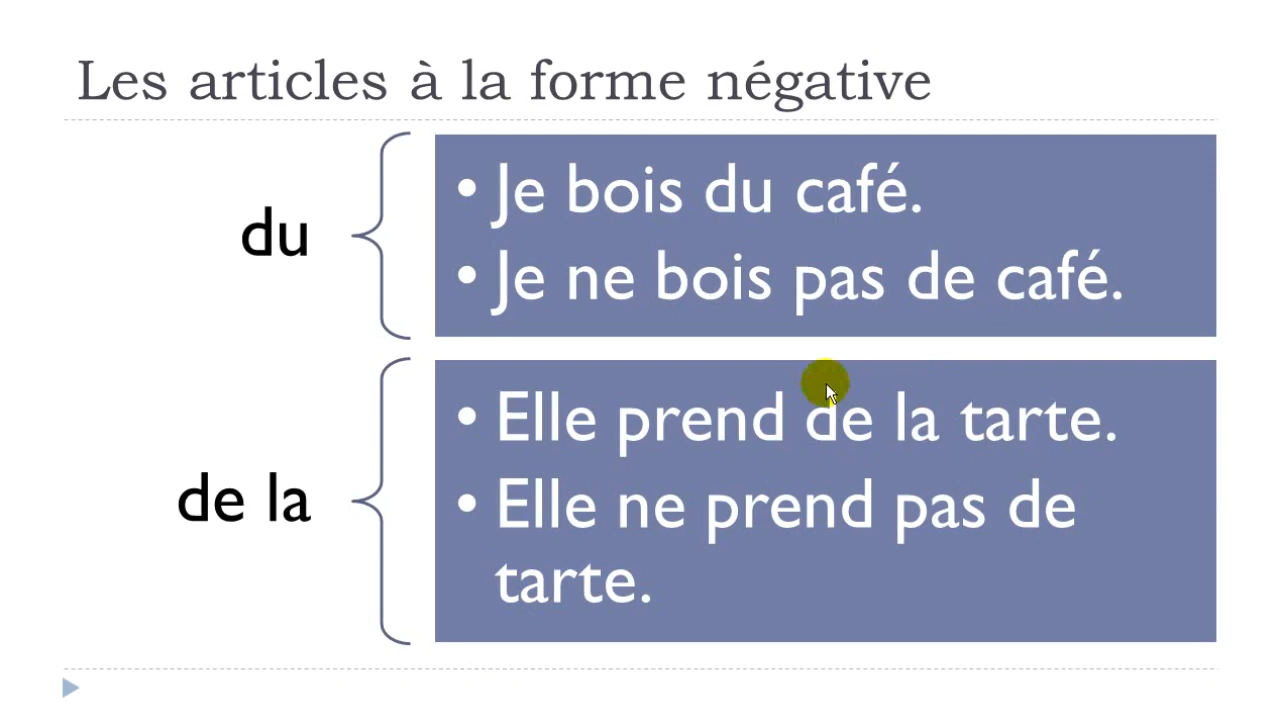 Les articles à la forme négative
du
• Je bois du café.
• Je ne bois pas de café.
de la
• Elle prend de la tarte.
• Elle ne prend pas de
tarte.